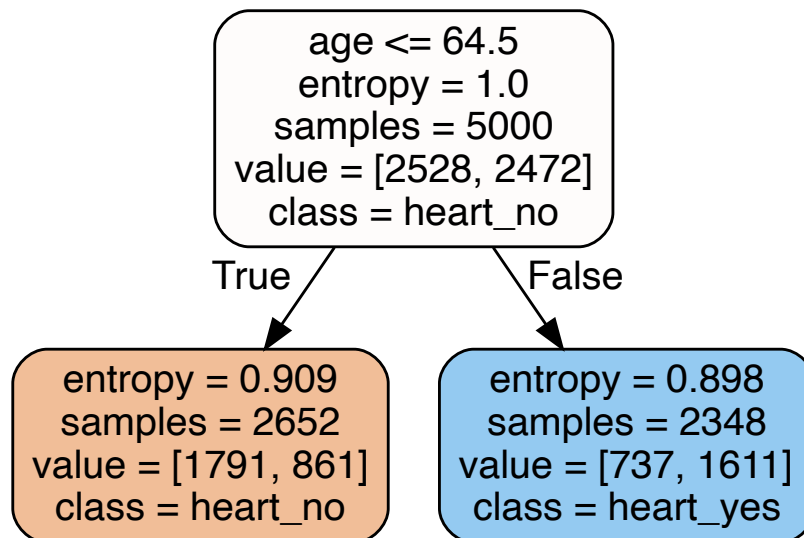 age <= 64.5
entropy = 1.0
samples = 5000
value = [2528, 2472]
class = heart_no
True
False
entropy = 0.909
samples = 2652
value = [1791, 861]
class = heart_no
entropy = 0.898
samples = 2348
value = [737, 1611]
class = heart_yes